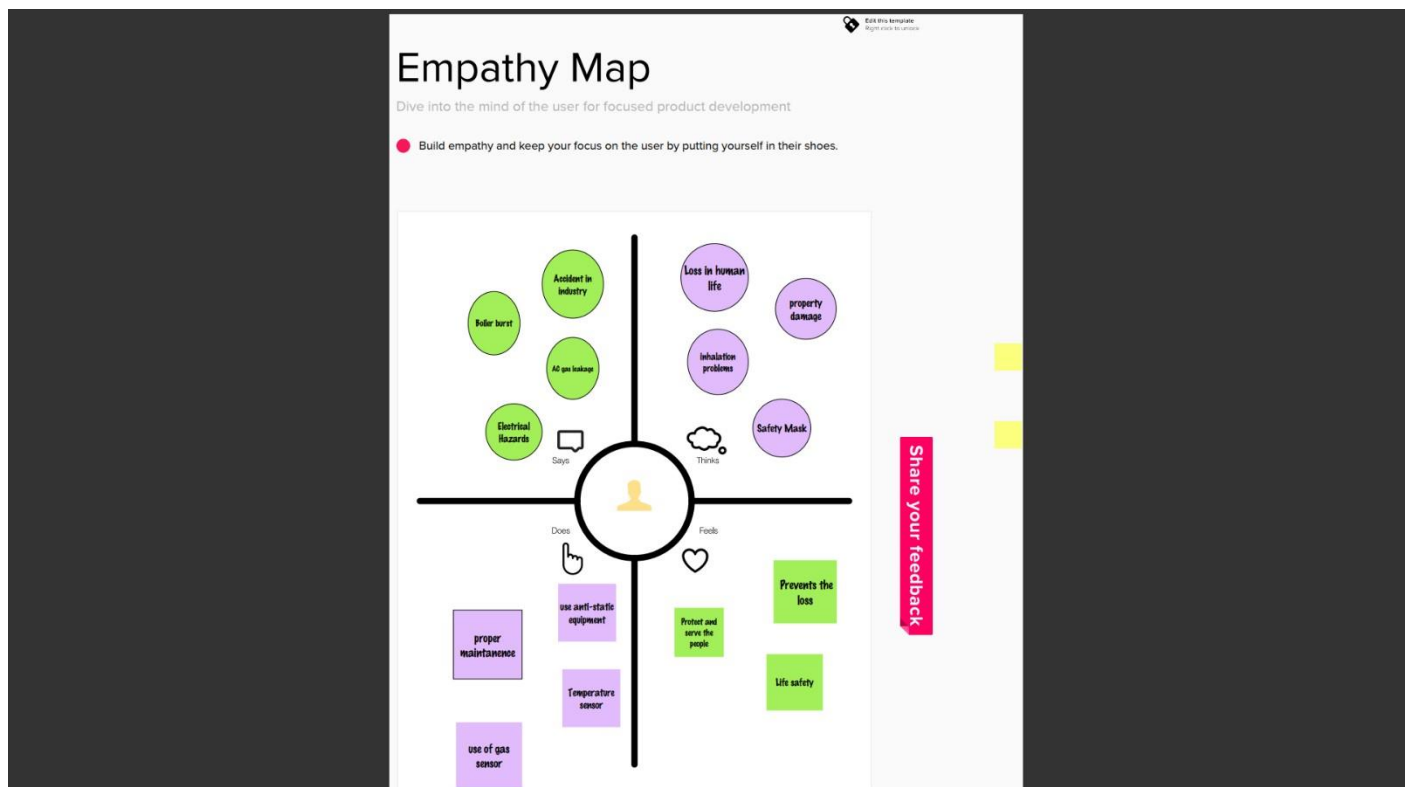 Edit this template
Right-click to unlock
Empathy Map
Dive into the mind of the user for focused product development
Build empathy and keep your focus on the user by putting yourself in their shoes.
Accident in
industry
Boiler burst
AC gas leakage
Electrical
Hazards
Says
Loss in human
life
property
damage
inhalation
problems
Safety Mask
Thinks
Share your feedback
Does
use anti-static
equipment
proper
maintanence
Temperature
sensor
use of gas
sensor
Feels
Prevents the
loss
Protect and
serve the
people
Life safety